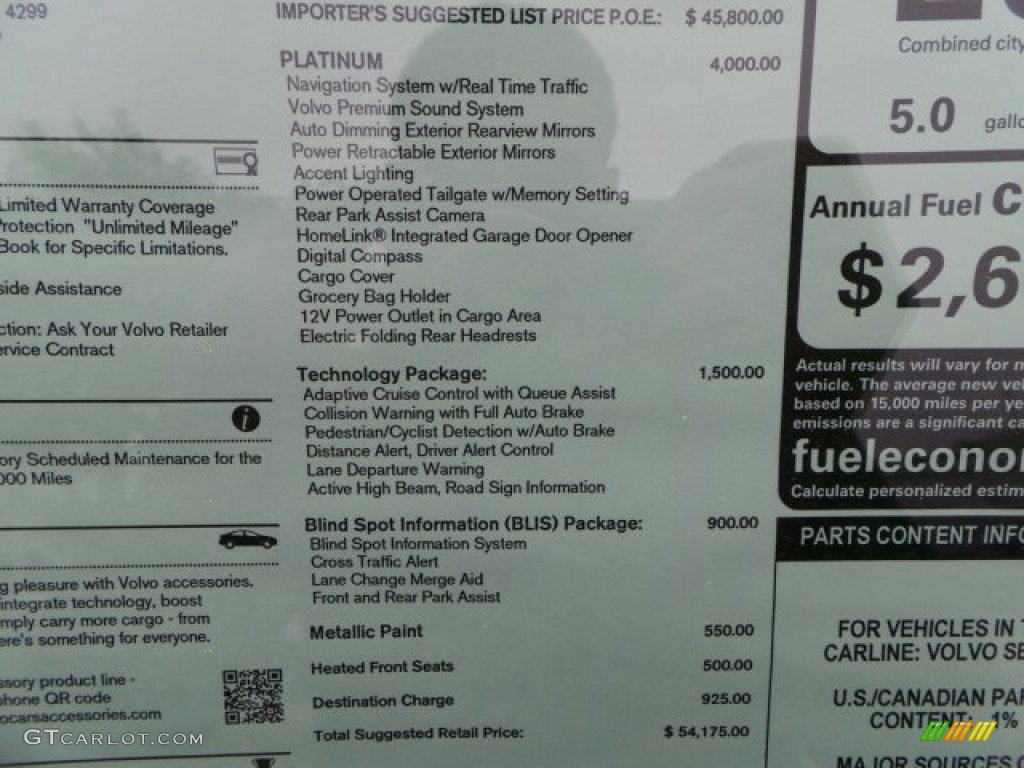 4299
Limited Warranty Coverage
Protection "Unlimited Mileage"
Book for Specific Limitations.
side Assistance
ction: Ask Your Volvo Retailer
ervice Contract
ory Scheduled Maintenance for the
000 Miles
g pleasure with Volvo accessories.
integrate technology, boost
mply carry more cargo - from
ere's something for everyone.
ssory product line -
phone QR code
ocarsaccessories.com
IMPORTER'S SUGGESTED LIST PRICE P.O.E.: $ 45,800.00
PLATINUM 4,000.00
Navigation System w/Real Time Traffic
Volvo Premium Sound System
Auto Dimming Exterior Rearview Mirrors
Power Retractable Exterior Mirrors
Accent Lighting
Power Operated Tailgate w/Memory Setting
Rear Park Assist Camera
HomeLink® Integrated Garage Door Opener
Digital Compass
Cargo Cover
Grocery Bag Holder
12V Power Outlet in Cargo Area
Electric Folding Rear Headrests
Technology Package: 1,500.00
Adaptive Cruise Control with Queue Assist
Collision Warning with Full Auto Brake
Pedestrian/Cyclist Detection w/Auto Brake
Distance Alert, Driver Alert Control
Lane Departure Warning
Active High Beam, Road Sign Information
Blind Spot Information (BLIS) Package: 900.00
Blind Spot Information System
Cross Traffic Alert
Lane Change Merge Aid
Front and Rear Park Assist
Metallic Paint 550.00
Heated Front Seats 500.00
Destination Charge 925.00
Total Suggested Retail Price: $ 54,175.00
Combined city
5.0 gallo
Annual Fuel C
$2,6
Actual results will vary for m
vehicle. The average new veh
based on 15,000 miles per ye
emissions are a significant ca
fueleconom
Calculate personalized estim
PARTS CONTENT INFO
FOR VEHICLES IN T
CARLINE: VOLVO SE
U.S./CANADIAN PAR
CONTENT: 1%
MAJOR SOURCES O
GTCARLOT.COM